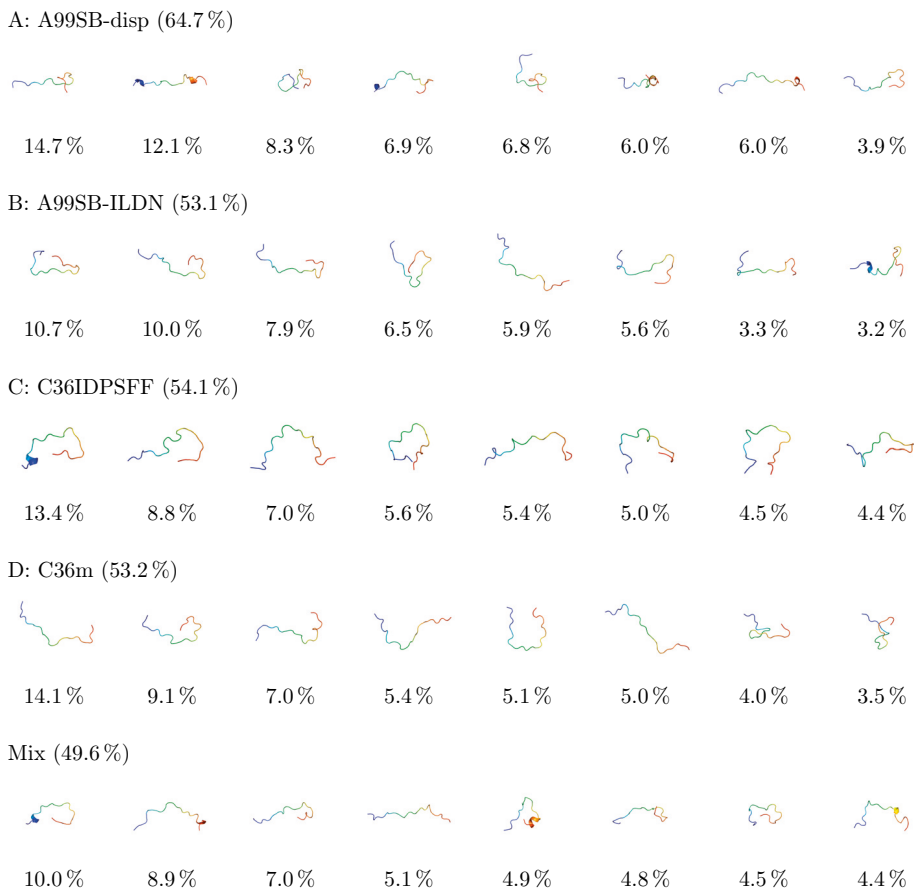 A: A99SB-disp (64.7 %)
14.7 % 12.1 % 8.3 % 6.9 % 6.8 % 6.0 % 6.0 % 3.9 %
B: A99SB-ILDN (53.1 %)
10.7 % 10.0 % 7.9 % 6.5 % 5.9 % 5.6 % 3.3 % 3.2 %
C: C36IDPSFF (54.1 %)
13.4 % 8.8 % 7.0 % 5.6 % 5.4 % 5.0 % 4.5 % 4.4 %
D: C36m (53.2 %)
14.1 % 9.1 % 7.0 % 5.4 % 5.1 % 5.0 % 4.0 % 3.5 %
Mix (49.6 %)
10.0 % 8.9 % 7.0 % 5.1 % 4.9 % 4.8 % 4.5 % 4.4 %